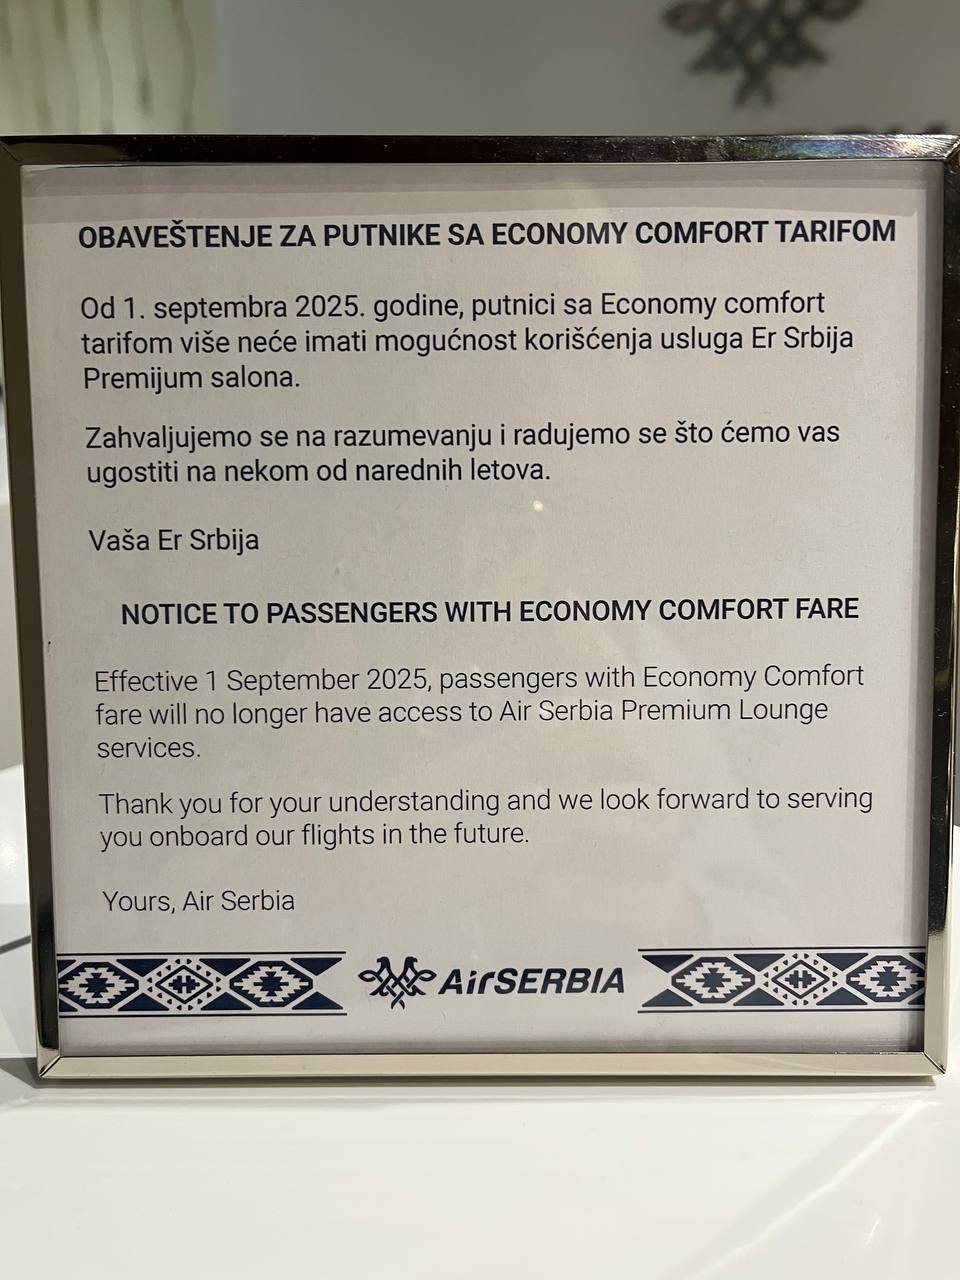 OBAVEŠTENJE ZA PUTNIKE SA ECONOMY COMFORT TARIFOM
Od 1. septembra 2025. godine, putnici sa Economy comfort
tarifom više neće imati mogućnost korišćenja usluga Er Srbija
Premijum salona.
Zahvaljujemo se na razumevanju i radujemo se što ćemo vas
ugostiti na nekom od narednih letova.
Vaša Er Srbija
NOTICE TO PASSENGERS WITH ECONOMY COMFORT FARE
Effective 1 September 2025, passengers with Economy Comfort
fare will no longer have access to Air Serbia Premium Lounge
services.
Thank you for your understanding and we look forward to serving
you onboard our flights in the future.
Yours, Air Serbia
AirSERBIA